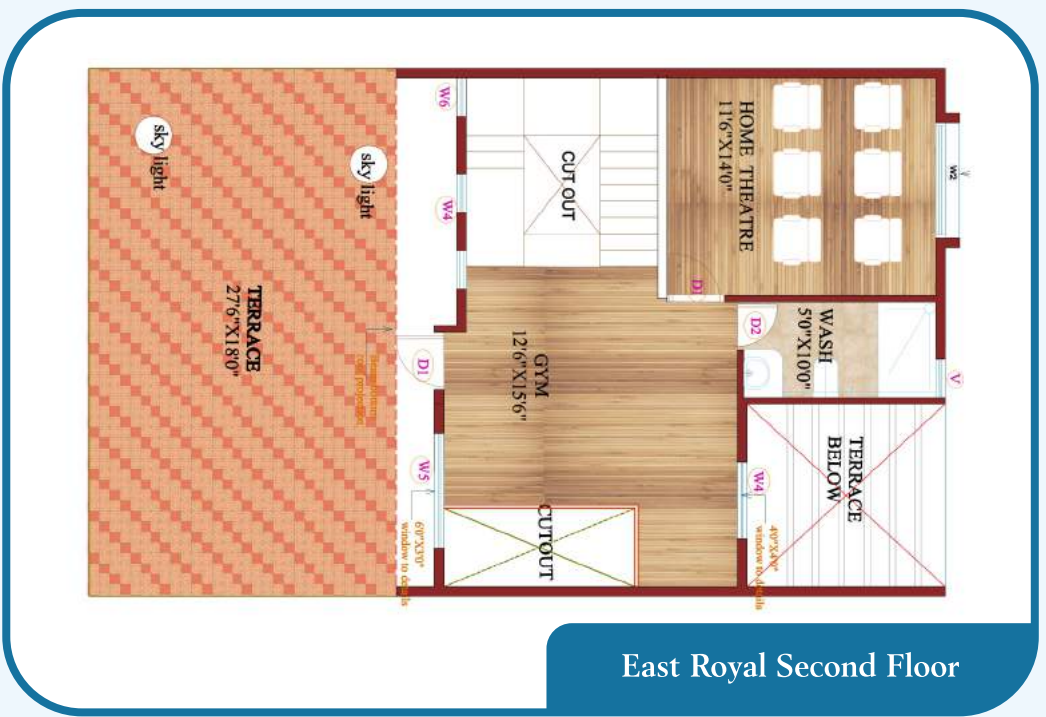 sky light
sky light
TERRACE
27'6"X18'0"
W6
W4
CUT OUT
HOME THEATRE
11'6"X14'0"
W2
D1
D2
WASH
5'0"X10'0"
V
GYM
12'6"X15'6"
D1
W5
6'0"X3'0"
window to details
CUTOUT
W4
4'0"X4'0"
window to details
TERRACE
BELOW
East Royal Second Floor